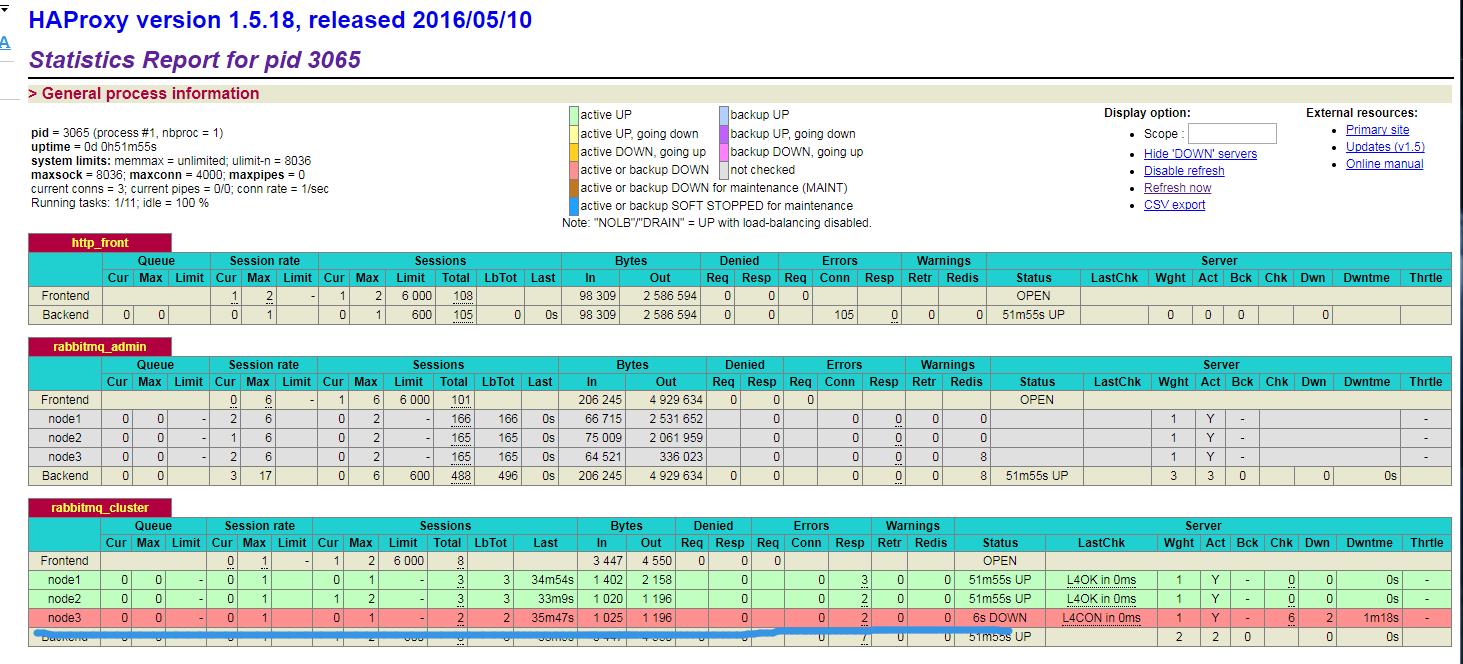 A
HAProxy version 1.5.18, released 2016/05/10
Statistics Report for pid 3065
> General process information
pid = 3065 (process #1, nbproc = 1)
uptime = 0d 0h51m55s
system limits: memmax = unlimited; ulimit-n = 8036
maxsock = 8036; maxconn = 4000; maxpipes = 0
current conns = 3; current pipes = 0/0; conn rate = 1/sec
Running tasks: 1/11; idle = 100 %
active UP backup UP
active UP, going down backup UP, going down
active DOWN, going up backup DOWN, going up
active or backup DOWN not checked
active or backup DOWN for maintenance (MAINT)
active or backup SOFT STOPPED for maintenance
Note: "NOLB"/"DRAIN" = UP with load-balancing disabled.
Display option:
• Scope :
• Hide 'DOWN' servers
• Disable refresh
• Refresh now
• CSV export
External resources:
• Primary site
• Updates (v1.5)
• Online manual
http_front
Queue Session rate Sessions Bytes Denied Errors Warnings Server
Cur Max Limit Cur Max Limit Cur Max Limit Total LbTot Last In Out Req Resp Req Conn Resp Retr Redis Status LastChk Wght Act Bck Chk Dwn Dwntme Thrtle
Frontend 1 2 - 1 2 6 000 108 98 309 2 586 594 0 0 0 OPEN
Backend 0 0 0 1 0 1 600 105 0 0s 98 309 2 586 594 0 0 105 0 0 0 51m55s UP 0 0 0 0
rabbitmq_admin
Queue Session rate Sessions Bytes Denied Errors Warnings Server
Cur Max Limit Cur Max Limit Cur Max Limit Total LbTot Last In Out Req Resp Req Conn Resp Retr Redis Status LastChk Wght Act Bck Chk Dwn Dwntme Thrtle
Frontend 0 6 - 1 6 6 000 101 206 245 4 929 634 0 0 0 OPEN
node1 0 0 - 2 6 0 2 - 166 166 0s 66 715 2 531 652 0 0 0 0 0 1 Y - -
node2 0 0 - 1 6 0 2 - 165 165 0s 75 009 2 061 959 0 0 0 0 0 1 Y - -
node3 0 0 - 2 6 0 2 - 165 165 0s 64 521 336 023 0 0 0 0 8 1 Y - -
Backend 0 0 3 17 0 6 600 488 496 0s 206 245 4 929 634 0 0 0 0 0 8 51m55s UP 3 3 0 0 0s
rabbitmq_cluster
Queue Session rate Sessions Bytes Denied Errors Warnings Server
Cur Max Limit Cur Max Limit Cur Max Limit Total LbTot Last In Out Req Resp Req Conn Resp Retr Redis Status LastChk Wght Act Bck Chk Dwn Dwntme Thrtle
Frontend 0 1 - 1 2 6 000 8 3 447 4 550 0 0 0 OPEN
node1 0 0 - 0 1 0 1 - 3 3 34m54s 1 402 2 158 0 0 3 0 0 51m55s UP L4OK in 0ms 1 Y - 0 0 0s -
node2 0 0 - 0 1 1 2 - 3 3 33m9s 1 020 1 196 0 0 2 0 0 51m55s UP L4OK in 0ms 1 Y - 0 0 0s -
node3 0 0 - 0 1 0 1 - 2 2 35m47s 1 025 1 196 0 0 2 0 0 6s DOWN L4CON in 0ms 1 Y - 6 2 1m18s -
Backend 51m55s UP 2 2 0 0 0s